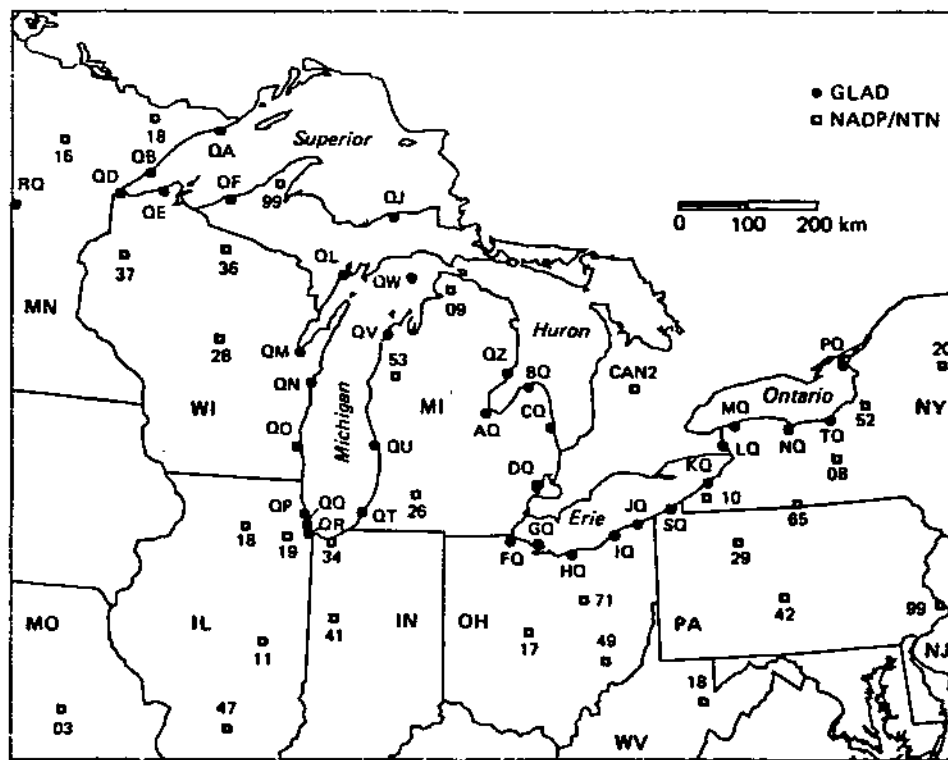 GLAD
NADP/NTN
18
16
QA
Superior
QB
QD
RQ
QE
QF
99
QJ
0 100 200 km
37
36
QL
QW
09
MN
28
QM
QV
53
Huron
QZ
BQ
CAN2
PQ
20
QN
WI
Michigan
MI
AQ
CQ
Ontario
MQ
NY
52
QO
QU
LQ
NQ
TQ
08
DQ
KQ
QP
QQ
QR
QT
26
Erie
JQ
SQ
10
65
18
19
34
FQ
GQ
HQ
IQ
29
MO
IL
41
IN
OH
71
PA
42
99
NJ
11
17
49
03
47
18
WV